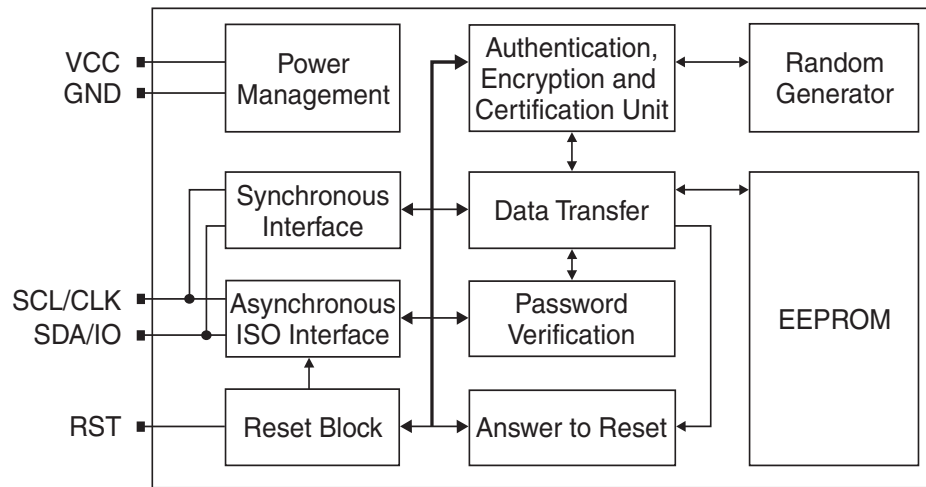 VCC
GND
Power
Management
Authentication,
Encryption and
Certification Unit
Random
Generator
Synchronous
Interface
Data Transfer
EEPROM
SCL/CLK
SDA/IO
Asynchronous
ISO Interface
Password
Verification
RST
Reset Block
Answer to Reset